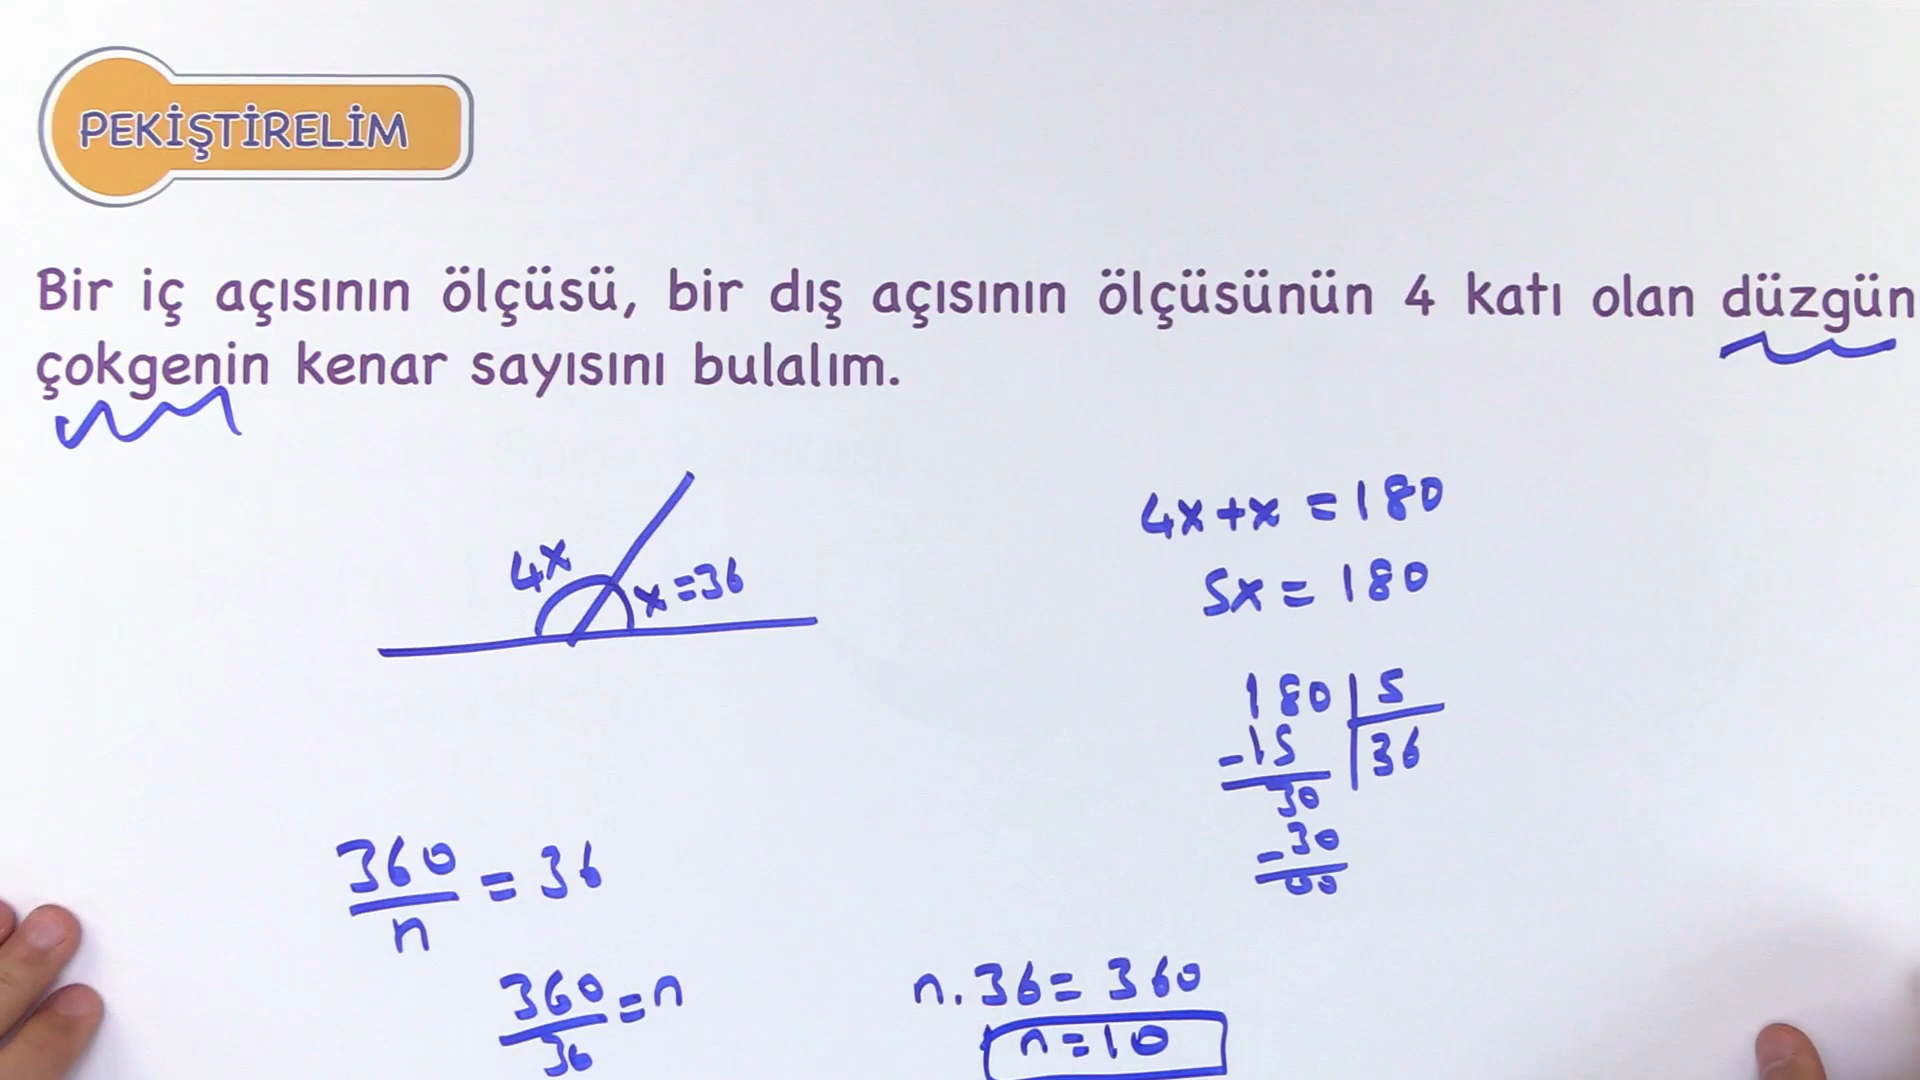 PEKİŞTİRELİM
Bir iç açısının ölçüsü, bir dış açısının ölçüsünün 4 katı olan düzgün
çokgenin kenar sayısını bulalım.
4x
x=36
4x+x=180
5x=180
180 5
-15 36
30
-30
00
360/n = 36
360/36 = n
n.36=360
n=10